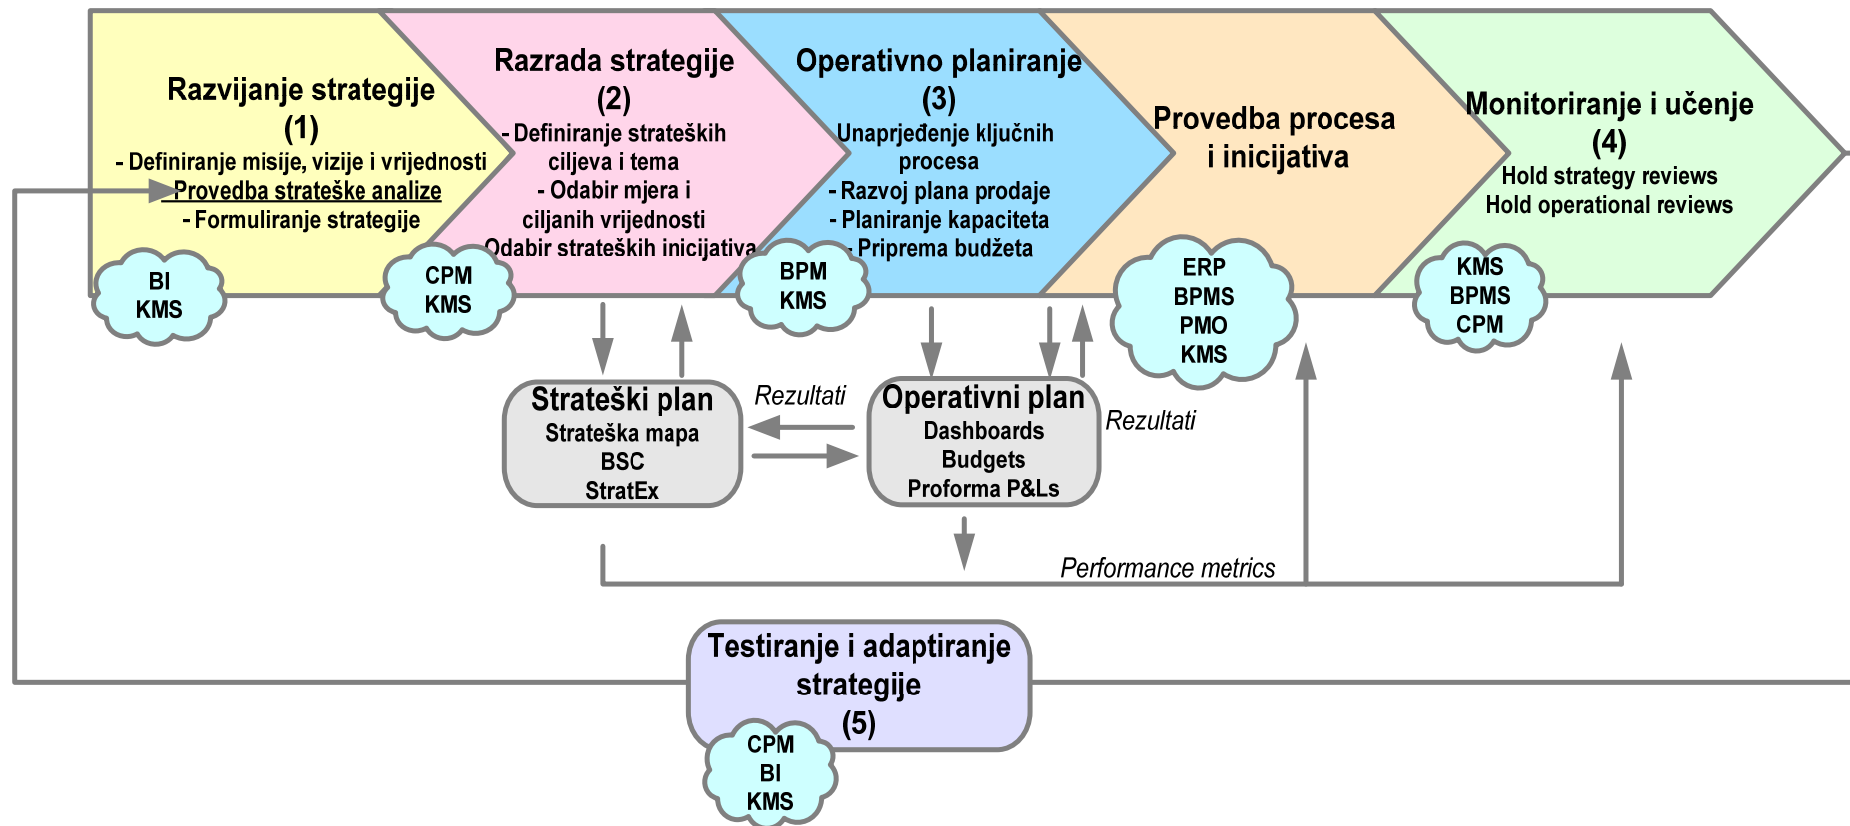 Razvijanje strategije
(1)
- Definiranje misije, vizije i vrijednosti
- Provedba strateške analize
- Formuliranje strategije
BI
KMS
Razrada strategije
(2)
- Definiranje strateških
ciljeva i tema
- Odabir mjera i
ciljanih vrijednosti
Odabir strateških inicijativa
CPM
KMS
Operativno planiranje
(3)
Unaprjeđenje ključnih
procesa
- Razvoj plana prodaje
- Planiranje kapaciteta
- Priprema budžeta
BPM
KMS
Provedba procesa
i inicijativa
ERP
BPMS
PMO
KMS
Monitoriranje i učenje
(4)
Hold strategy reviews
Hold operational reviews
KMS
BPMS
CPM
Strateški plan
Strateška mapa
BSC
StratEx
Rezultati
Operativni plan
Dashboards
Budgets
Proforma P&Ls
Rezultati
Performance metrics
Testiranje i adaptiranje
strategije
(5)
CPM
BI
KMS